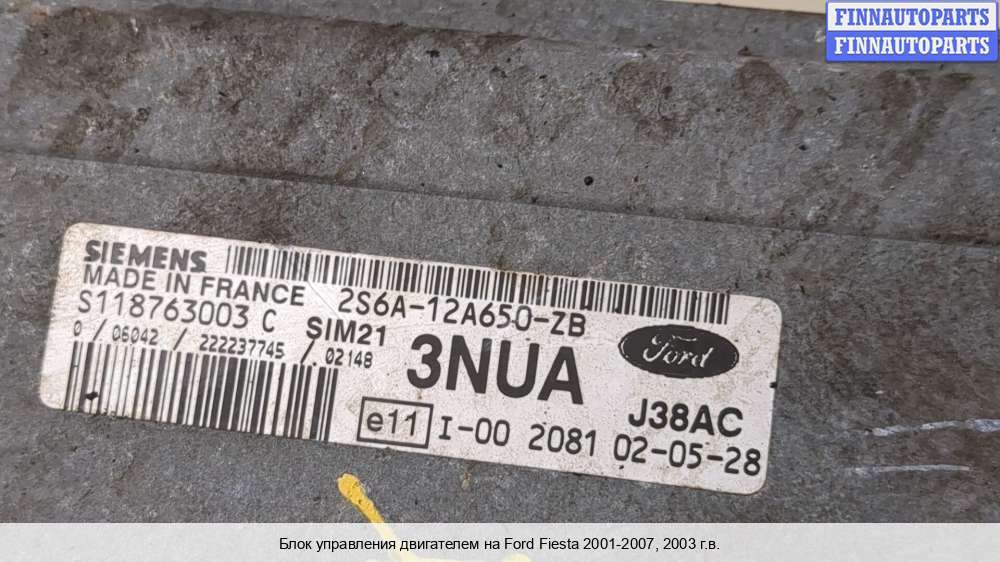 FINNAUTOPARTS
FINNAUTOPARTS
SIEMENS
MADE IN FRANCE
S118763003 C
2S6A-12A650-ZB
0 / 06042 / 222237745 / 02148
SIM21
3NUA
Ford
J38AC
e11 I-00 2081 02-05-28
Блок управления двигателем на Ford Fiesta 2001-2007, 2003 г.в.